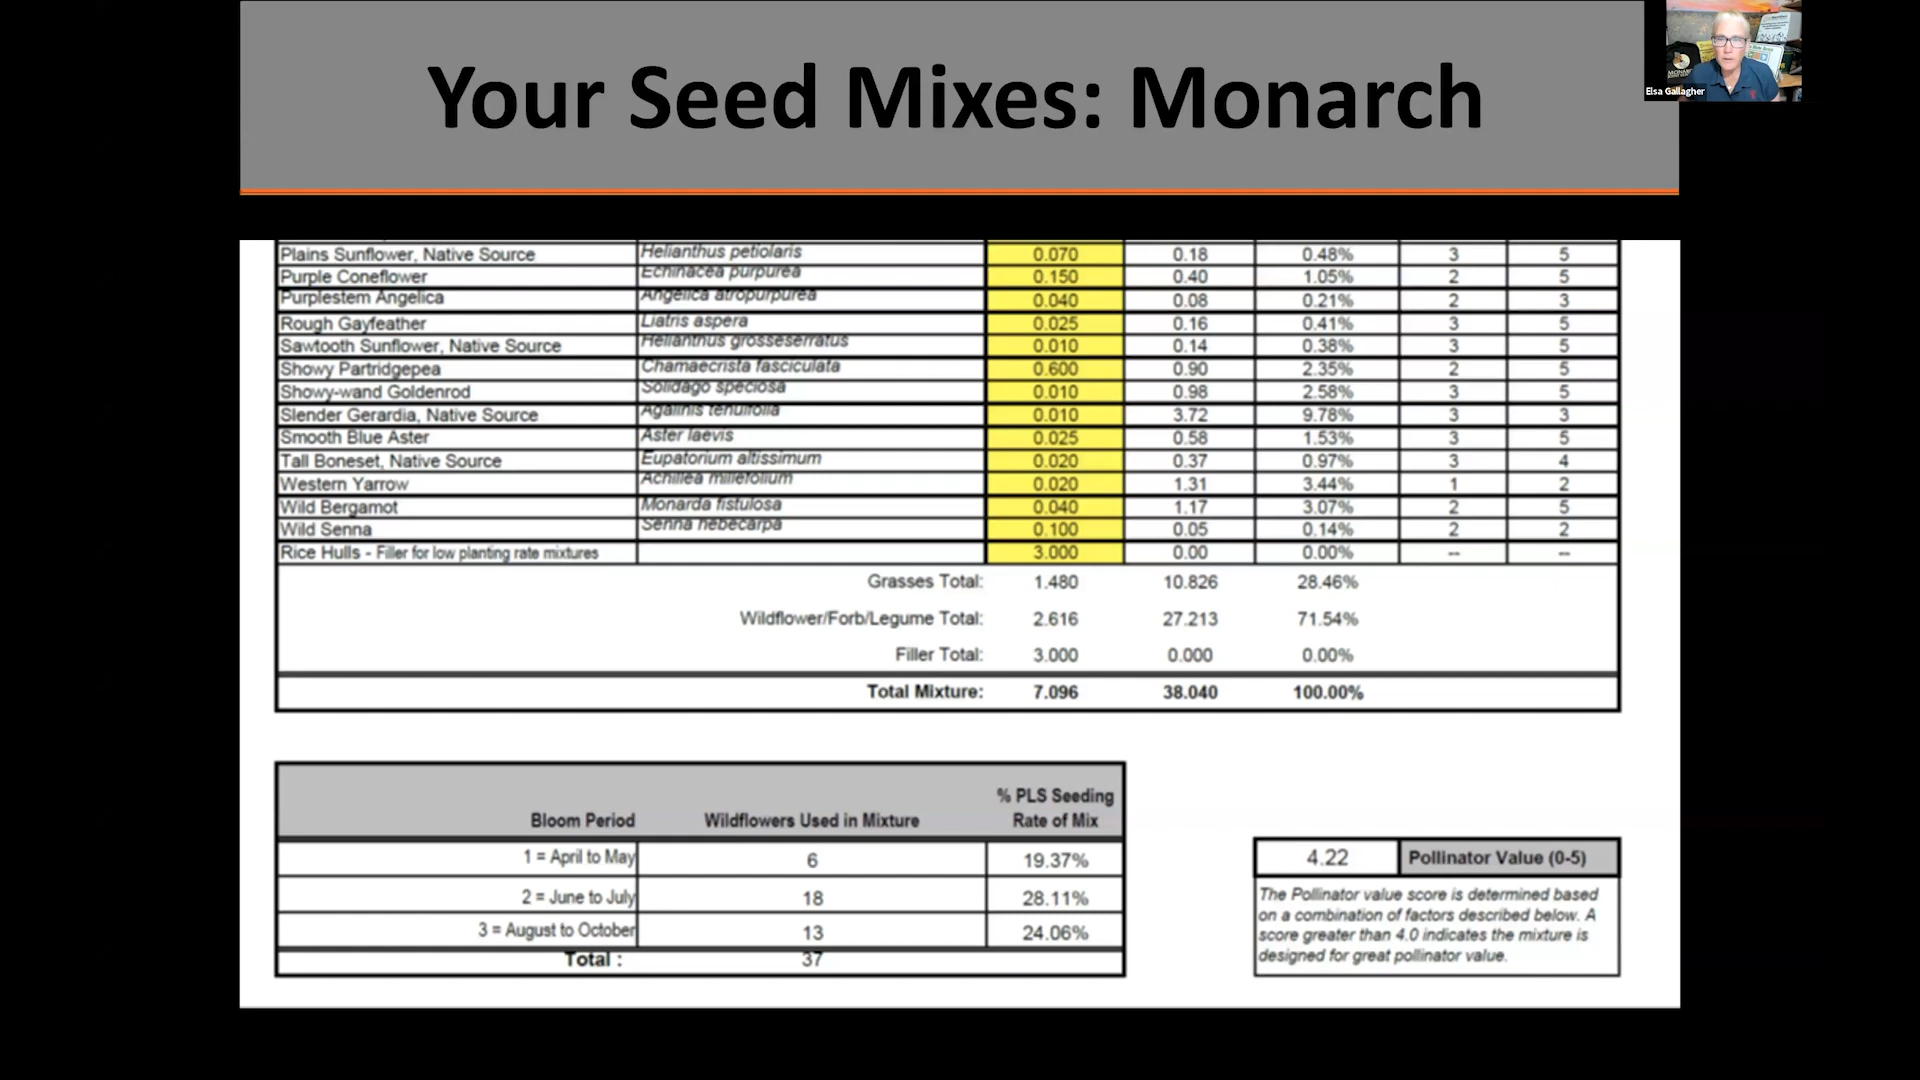 Your Seed Mixes: Monarch
Elsa Gallagher
Plains Sunflower, Native Source Helianthus petiolaris 0.070 0.18 0.48% 3 5
Purple Coneflower Echinacea purpurea 0.150 0.40 1.05% 2 5
Purplestem Angelica Angelica atropurpurea 0.040 0.08 0.21% 2 3
Rough Gayfeather Liatris aspera 0.025 0.16 0.41% 3 5
Sawtooth Sunflower, Native Source Helianthus grosseserratus 0.010 0.14 0.38% 3 5
Showy Partridgepea Chamaecrista fasciculata 0.600 0.90 2.35% 2 5
Showy-wand Goldenrod Solidago speciosa 0.010 0.98 2.58% 3 5
Slender Gerardia, Native Source Agalinis tenuifolia 0.010 3.72 9.78% 3 3
Smooth Blue Aster Aster laevis 0.025 0.58 1.53% 3 5
Tall Boneset, Native Source Eupatorium altissimum 0.020 0.37 0.97% 3 4
Western Yarrow Achillea millefolium 0.020 1.31 3.44% 1 2
Wild Bergamot Monarda fistulosa 0.040 1.17 3.07% 2 5
Wild Senna Senna hebecarpa 0.100 0.05 0.14% 2 2
Rice Hulls - Filler for low planting rate mixtures 3.000 0.00 0.00% -- --
Grasses Total: 1.480 10.826 28.46%
Wildflower/Forb/Legume Total: 2.616 27.213 71.54%
Filler Total: 3.000 0.000 0.00%
Total Mixture: 7.096 38.040 100.00%
Bloom Period Wildflowers Used in Mixture % PLS Seeding
Rate of Mix
1 = April to May 6 19.37%
2 = June to July 18 28.11%
3 = August to October 13 24.06%
Total : 37
4.22 Pollinator Value (0-5)
The Pollinator value score is determined based
on a combination of factors described below. A
score greater than 4.0 indicates the mixture is
designed for great pollinator value.